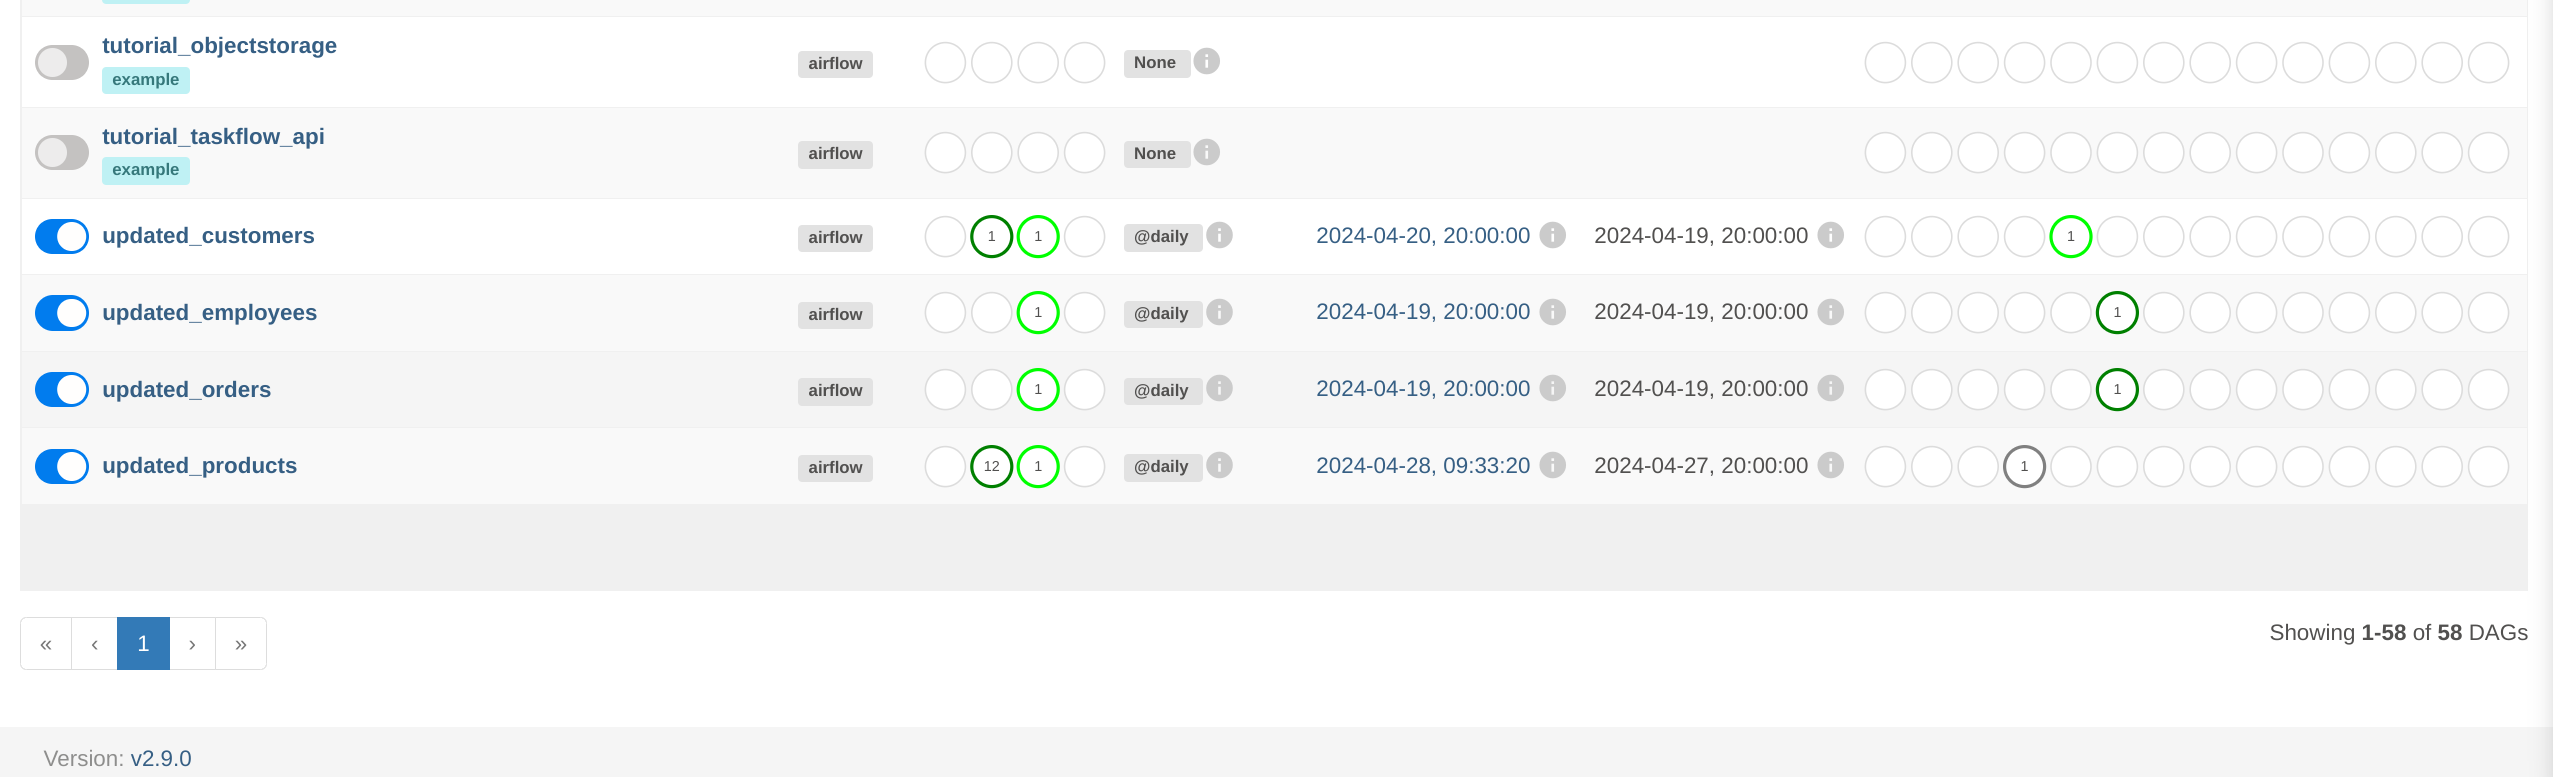 tutorial_objectstorage
example
airflow
None
tutorial_taskflow_api
example
airflow
None
updated_customers airflow 1 1 @daily 2024-04-20, 20:00:00 2024-04-19, 20:00:00 1
updated_employees airflow 1 @daily 2024-04-19, 20:00:00 2024-04-19, 20:00:00 1
updated_orders airflow 1 @daily 2024-04-19, 20:00:00 2024-04-19, 20:00:00 1
updated_products airflow 12 1 @daily 2024-04-28, 09:33:20 2024-04-27, 20:00:00 1
« ‹ 1 › »
Showing 1-58 of 58 DAGs
Version: v2.9.0